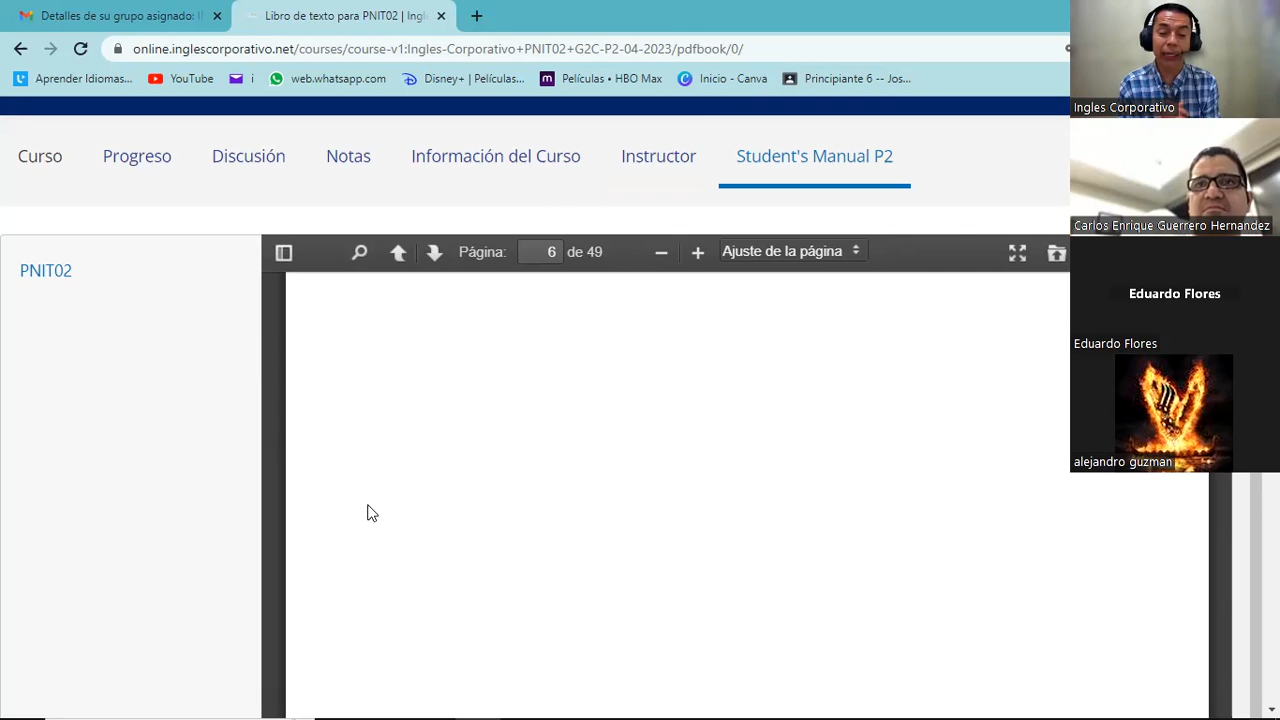 Detalles de su grupo asignado: I
Libro de texto para PNIT02 | Ingl
online.inglescorporativo.net/courses/course-v1:Ingles-Corporativo+PNIT02+G2C-P2-04-2023/pdfbook/0/
Aprender Idiomas...
YouTube
i
web.whatsapp.com
Disney+ | Películas...
Películas • HBO Max
Inicio - Canva
Principiante 6 -- Jos...
Curso
Progreso
Discusión
Notas
Información del Curso
Instructor
Student's Manual P2
PNIT02
Página:
6
de 49
Ajuste de la página
Ingles Corporativo
Carlos Enrique Guerrero Hernandez
Eduardo Flores
Eduardo Flores
alejandro guzman